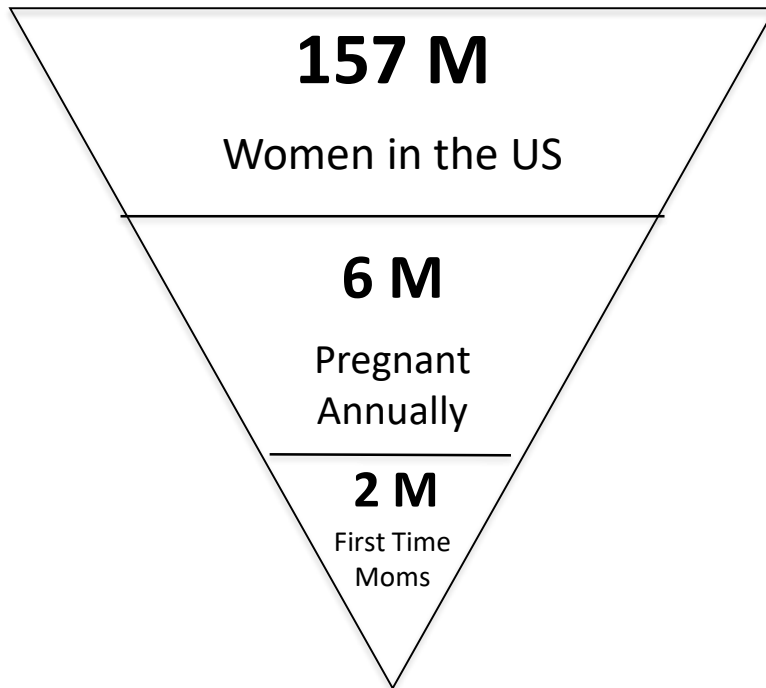 157 M
Women in the US
6 M
Pregnant
Annually
2 M
First Time
Moms